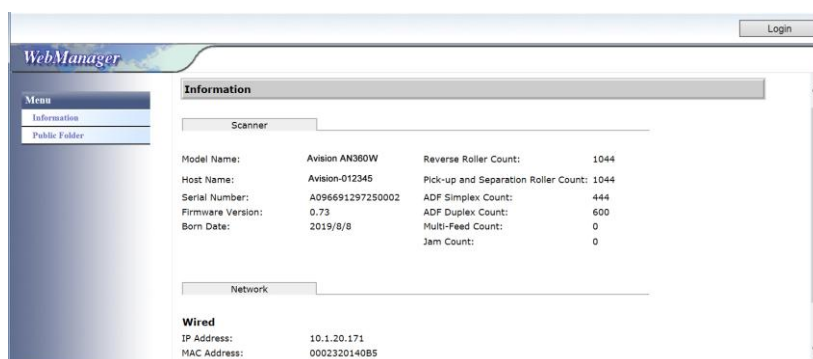 Login
WebManager
Menu
Information
Public Folder
Information
Scanner
Model Name: Avision AN360W Reverse Roller Count: 1044
Host Name: Avision-012345 Pick-up and Separation Roller Count: 1044
Serial Number: A096691297250002 ADF Simplex Count: 444
Firmware Version: 0.73 ADF Duplex Count: 600
Born Date: 2019/8/8 Multi-Feed Count: 0
Jam Count: 0
Network
Wired
IP Address: 10.1.20.171
MAC Address: 0002320140B5